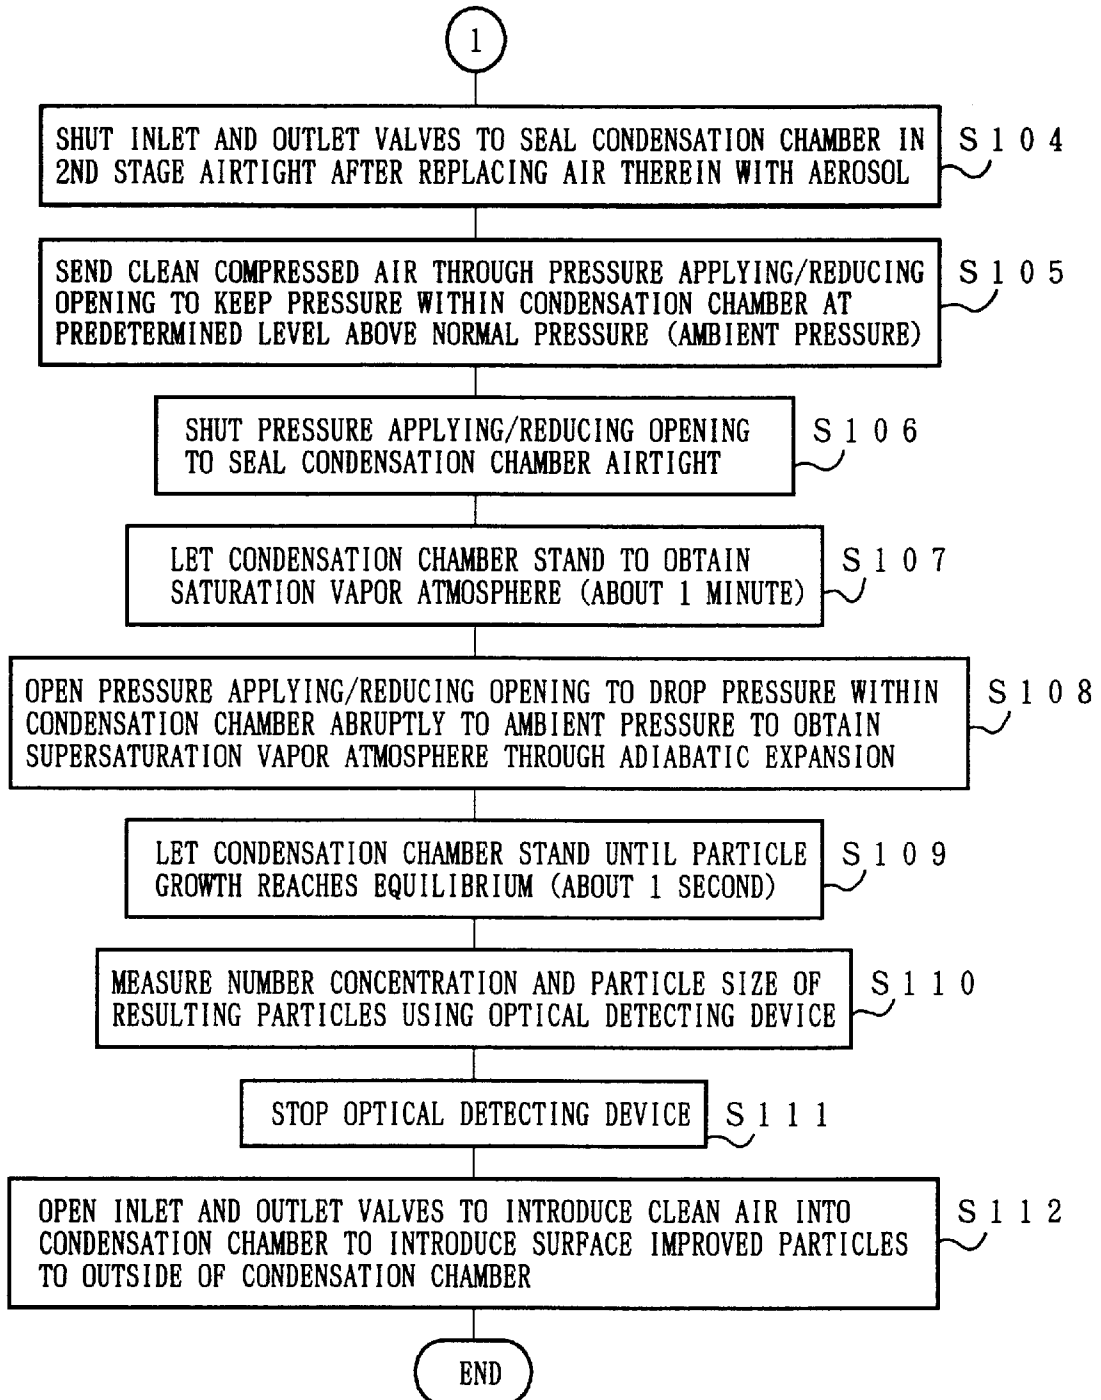 1
SHUT INLET AND OUTLET VALVES TO SEAL CONDENSATION CHAMBER IN
2ND STAGE AIRTIGHT AFTER REPLACING AIR THEREIN WITH AEROSOL
S104
SEND CLEAN COMPRESSED AIR THROUGH PRESSURE APPLYING/REDUCING
OPENING TO KEEP PRESSURE WITHIN CONDENSATION CHAMBER AT
PREDETERMINED LEVEL ABOVE NORMAL PRESSURE (AMBIENT PRESSURE)
S105
SHUT PRESSURE APPLYING/REDUCING OPENING
TO SEAL CONDENSATION CHAMBER AIRTIGHT
S106
LET CONDENSATION CHAMBER STAND TO OBTAIN
SATURATION VAPOR ATMOSPHERE (ABOUT 1 MINUTE)
S107
OPEN PRESSURE APPLYING/REDUCING OPENING TO DROP PRESSURE WITHIN
CONDENSATION CHAMBER ABRUPTLY TO AMBIENT PRESSURE TO OBTAIN
SUPERSATURATION VAPOR ATMOSPHERE THROUGH ADIABATIC EXPANSION
S108
LET CONDENSATION CHAMBER STAND UNTIL PARTICLE
GROWTH REACHES EQUILIBRIUM (ABOUT 1 SECOND)
S109
MEASURE NUMBER CONCENTRATION AND PARTICLE SIZE OF
RESULTING PARTICLES USING OPTICAL DETECTING DEVICE
S110
STOP OPTICAL DETECTING DEVICE
S111
OPEN INLET AND OUTLET VALVES TO INTRODUCE CLEAN AIR INTO
CONDENSATION CHAMBER TO INTRODUCE SURFACE IMPROVED PARTICLES
TO OUTSIDE OF CONDENSATION CHAMBER
S112
END